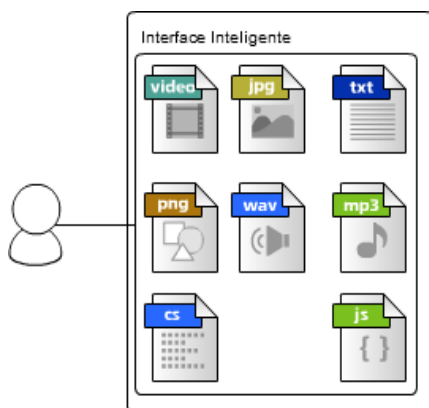 Interface Inteligente
video jpg txt
png wav mp3
cs js
{ }